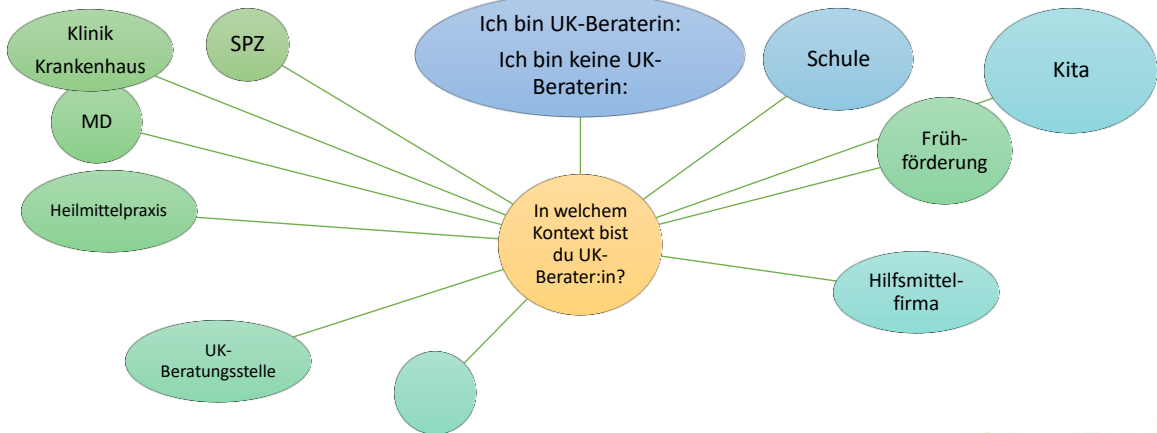 Klinik
Krankenhaus
SPZ
Ich bin UK-Beraterin:
Ich bin keine UK-
Beraterin:
Schule
Kita
MD
Früh-
förderung
Heilmittelpraxis
In welchem
Kontext bist
du UK-
Berater:in?
Hilfsmittel-
firma
UK-
Beratungsstelle